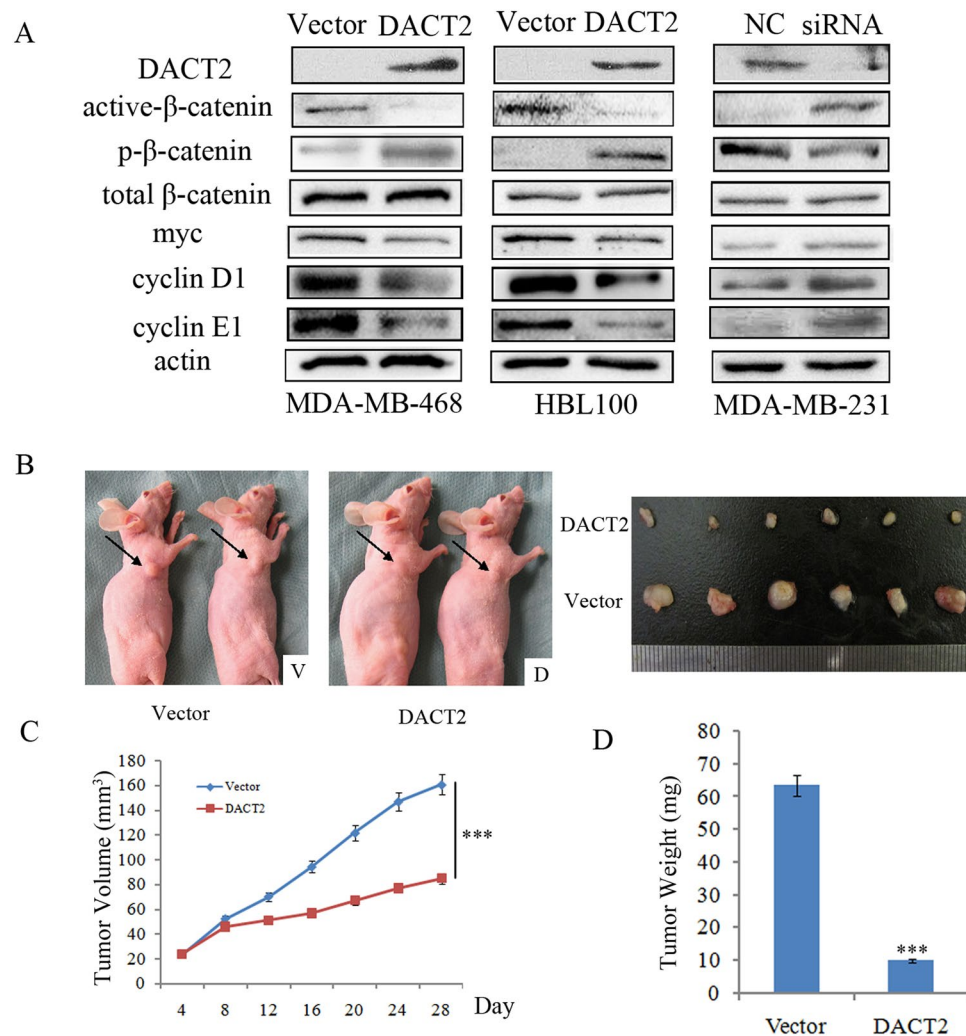 A
Vector DACT2 Vector DACT2 NC siRNA
DACT2
active-β-catenin
p-β-catenin
total β-catenin
myc
cyclin D1
cyclin E1
actin
MDA-MB-468 HBL100 MDA-MB-231
B
V
Vector
D
DACT2
DACT2
Vector
C
Tumor Volume (mm³)
180
160
140
120
100
80
60
40
20
0
Vector
DACT2
***
4 8 12 16 20 24 28 Day
D
Tumor Weight (mg)
80
70
60
50
40
30
20
10
0
***
Vector DACT2